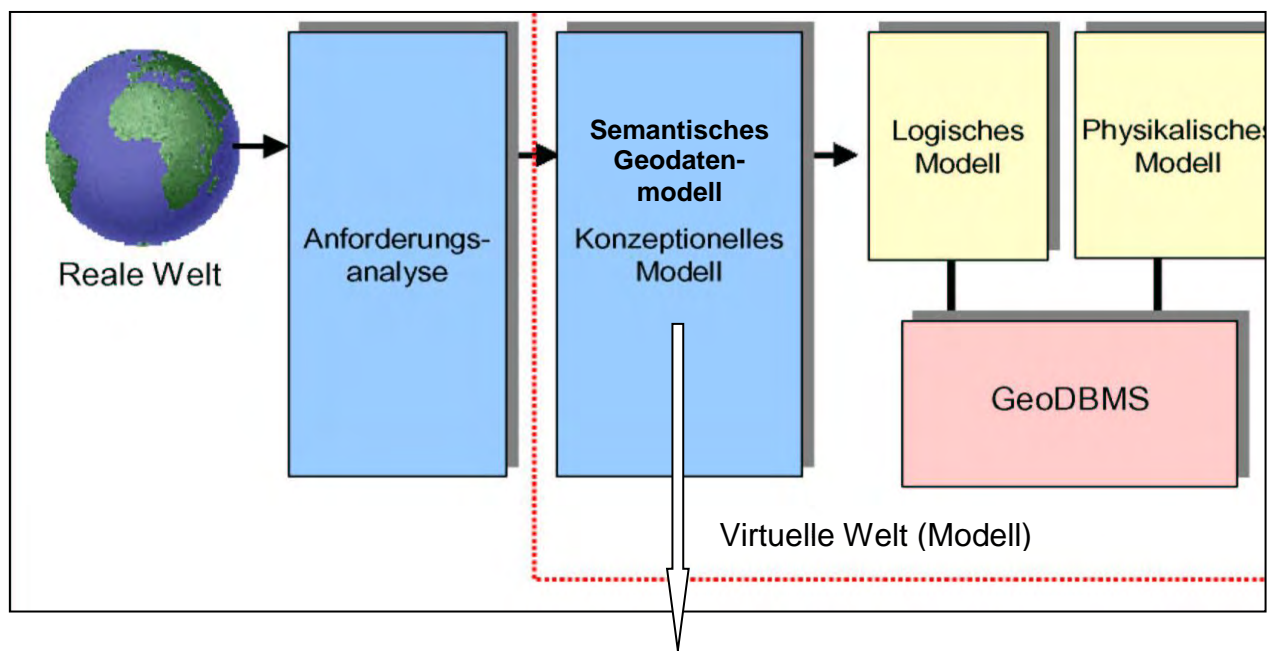 Reale Welt
Anforderungs-
analyse
Semantisches
Geodaten-
modell
Konzeptionelles
Modell
Logisches
Modell
Physikalisches
Modell
GeoDBMS
Virtuelle Welt (Modell)